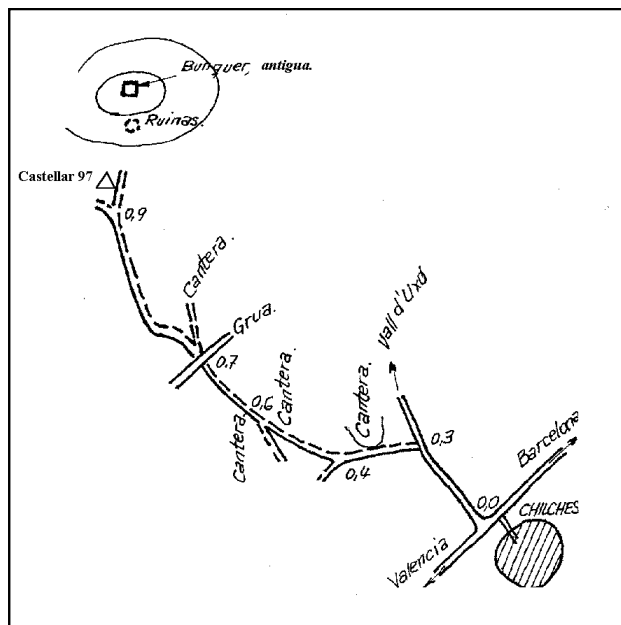 Bunquer, antigua.
Ruinas.
Castellar 97
0,9
Cantera.
Grua.
0,7
Vall d'Uxó
0,6
Cantera.
Cantera.
Cantera.
0,3
0,4
Barcelona
0,0
CHILCHES
Valencia